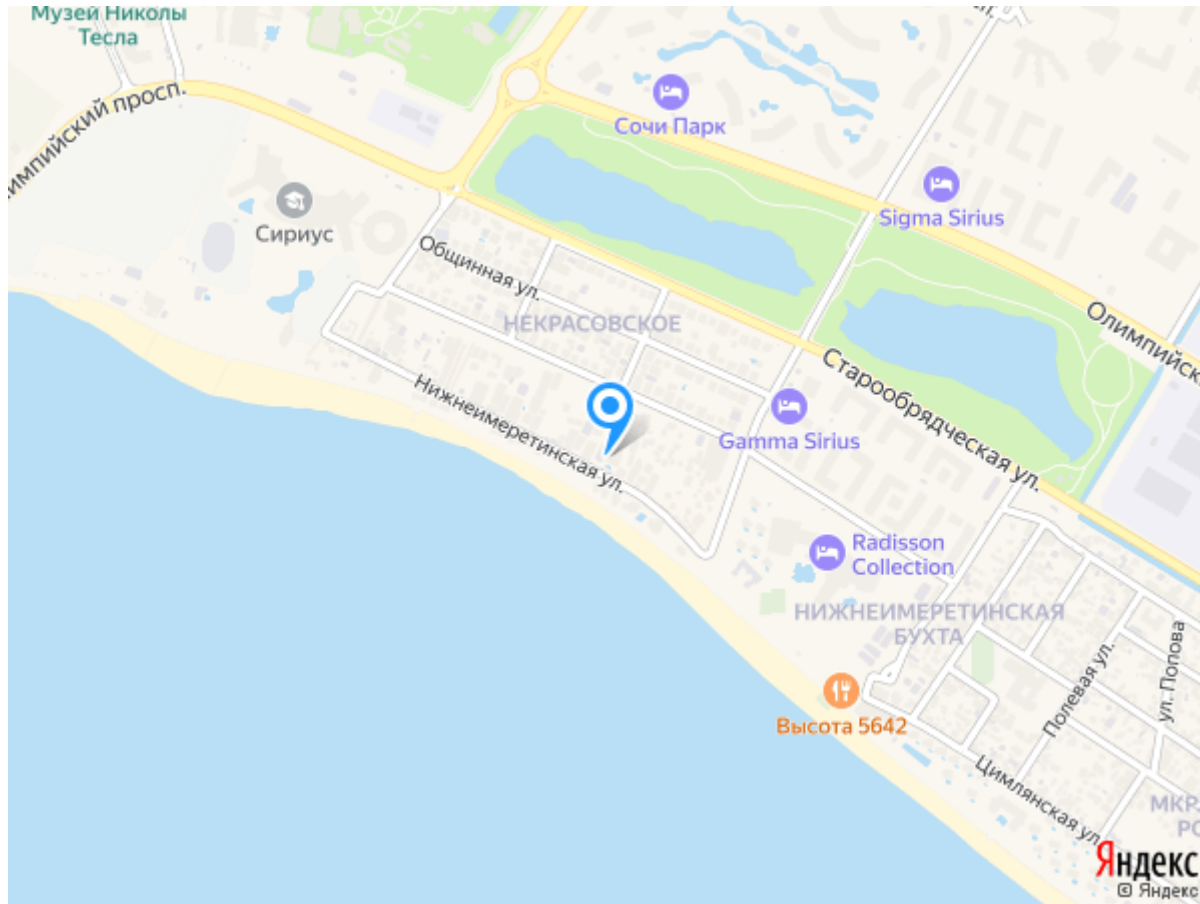 Музей Николы
Тесла
Сочи Парк
импийский просп.
Sigma Sirius
Сириус
Общинная ул.
НЕКРАСОВСКОЕ
Олимпийск
Старообрядческая ул.
Нижнеимеретинская ул.
Gamma Sirius
Radisson
Collection
НИЖНЕИМЕРЕТИНСКАЯ
БУХТА
Полевая ул.
ул. Попова
Высота 5642
Цимлянская ул.
МКР.
РО
Яндекс
© Яндекс